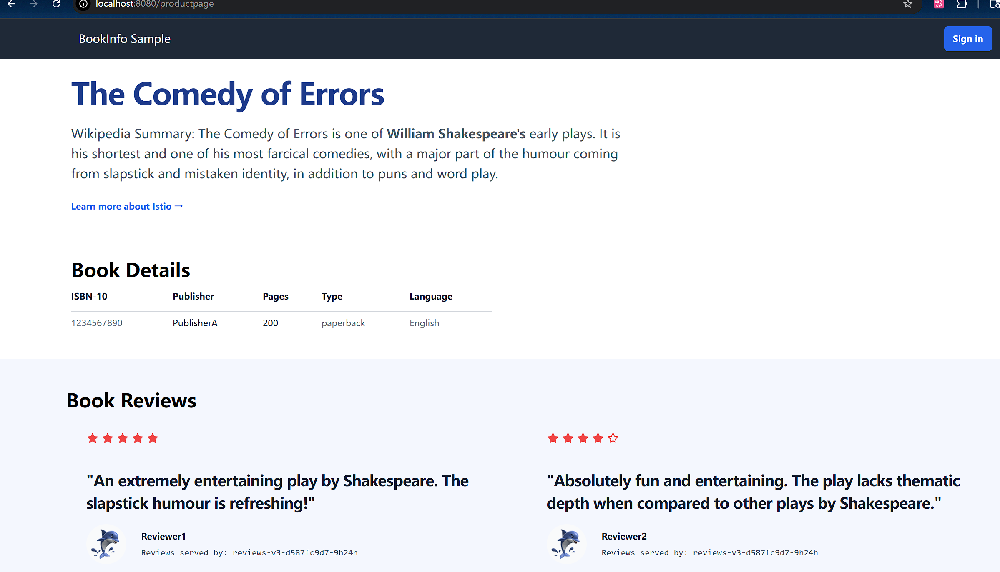 localhost:8080/productpage
BookInfo Sample
Sign in
The Comedy of Errors
Wikipedia Summary: The Comedy of Errors is one of William Shakespeare's early plays. It is
his shortest and one of his most farcical comedies, with a major part of the humour coming
from slapstick and mistaken identity, in addition to puns and word play.
Learn more about Istio →
Book Details
ISBN-10 Publisher Pages Type Language
1234567890 PublisherA 200 paperback English
Book Reviews
"An extremely entertaining play by Shakespeare. The
slapstick humour is refreshing!"
Reviewer1
Reviews served by: reviews-v3-d587fc9d7-9h24h
"Absolutely fun and entertaining. The play lacks thematic
depth when compared to other plays by Shakespeare."
Reviewer2
Reviews served by: reviews-v3-d587fc9d7-9h24h